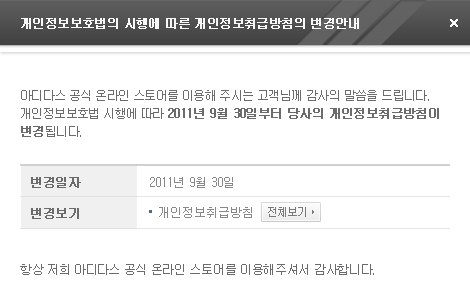 개인정보보호법의 시행에 따른 개인정보취급방침의 변경안내 ×
아디다스 공식 온라인 스토어를 이용해 주시는 고객님께 감사의 말씀을 드립니다.
개인정보보호법 시행에 따라 2011년 9월 30일부터 당사의 개인정보취급방침이
변경됩니다.
변경일자 2011년 9월 30일
변경보기 • 개인정보취급방침 전체보기 ›
항상 저희 아디다스 공식 온라인 스토어를 이용해주셔서 감사합니다.